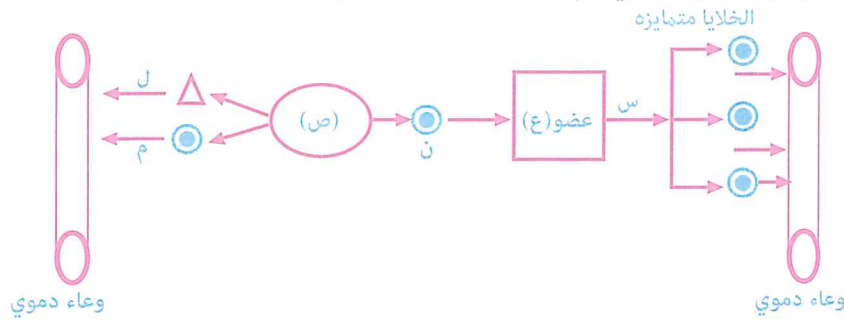 الخلايا متمايزه
ل
(ص)
عضو(ع)
س
م
ن
وعاء دموي
وعاء دموي